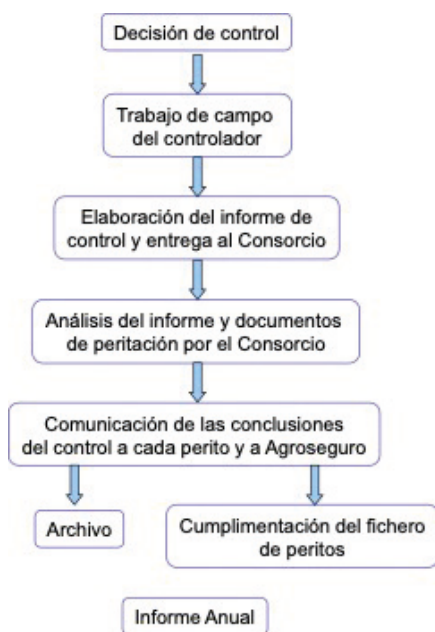 Decisión de control
Trabajo de campo
del controlador
Elaboración del informe de
control y entrega al Consorcio
Análisis del informe y documentos
de peritación por el Consorcio
Comunicación de las conclusiones
del control a cada perito y a Agroseguro
Archivo
Cumplimentación del fichero
de peritos
Informe Anual